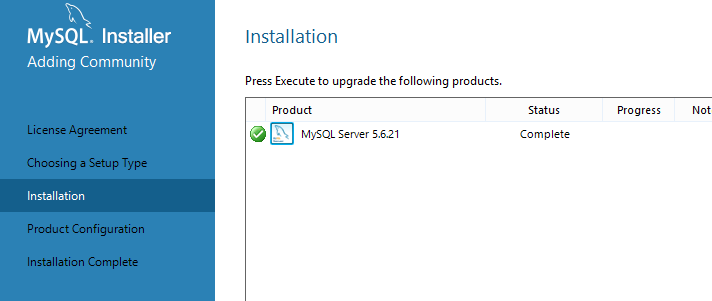 MySQL. Installer
Adding Community
License Agreement
Choosing a Setup Type
Installation
Product Configuration
Installation Complete
Installation
Press Execute to upgrade the following products.
Product Status Progress Not
MySQL Server 5.6.21 Complete